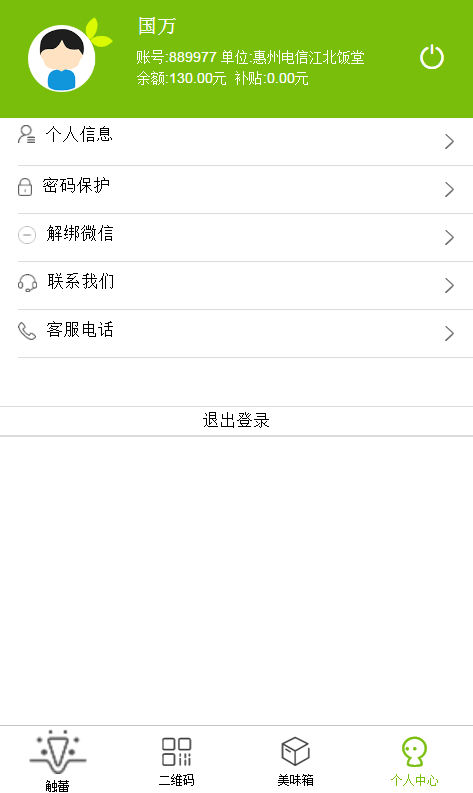 国万
账号:889977 单位:惠州电信江北饭堂
余额:130.00元 补贴:0.00元
个人信息
密码保护
解绑微信
联系我们
客服电话
退出登录
触蕾
二维码
美味箱
个人中心